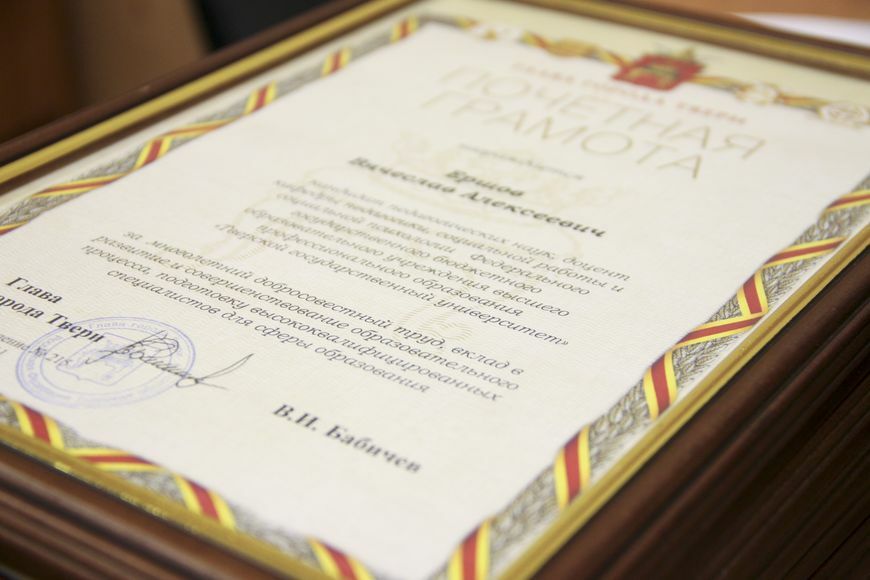 ГЛАВА ГОРОДА ТВЕРИ
ПОЧЕТНАЯ
ГРАМОТА
награждается
Ершов
Вячеслав Алексеевич
кандидат педагогических наук, доцент
кафедры педагогики, социальной работы и
социальной психологии Федерального
государственного бюджетного
образовательного учреждения высшего
профессионального образования
«Тверской государственный университет»
за многолетний добросовестный труд, вклад в
развитие и совершенствование образовательного
процесса, подготовку высококвалифицированных
специалистов для сферы образования
Глава
города Твери
В.И. Бабичев